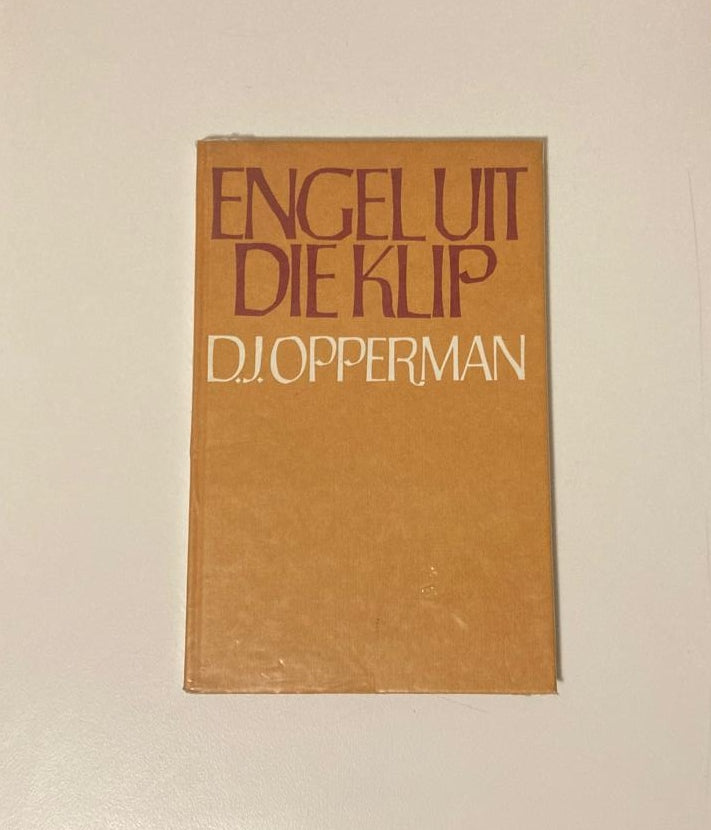 ENGEL UIT
DIE KLIP
D.J. OPPERMAN